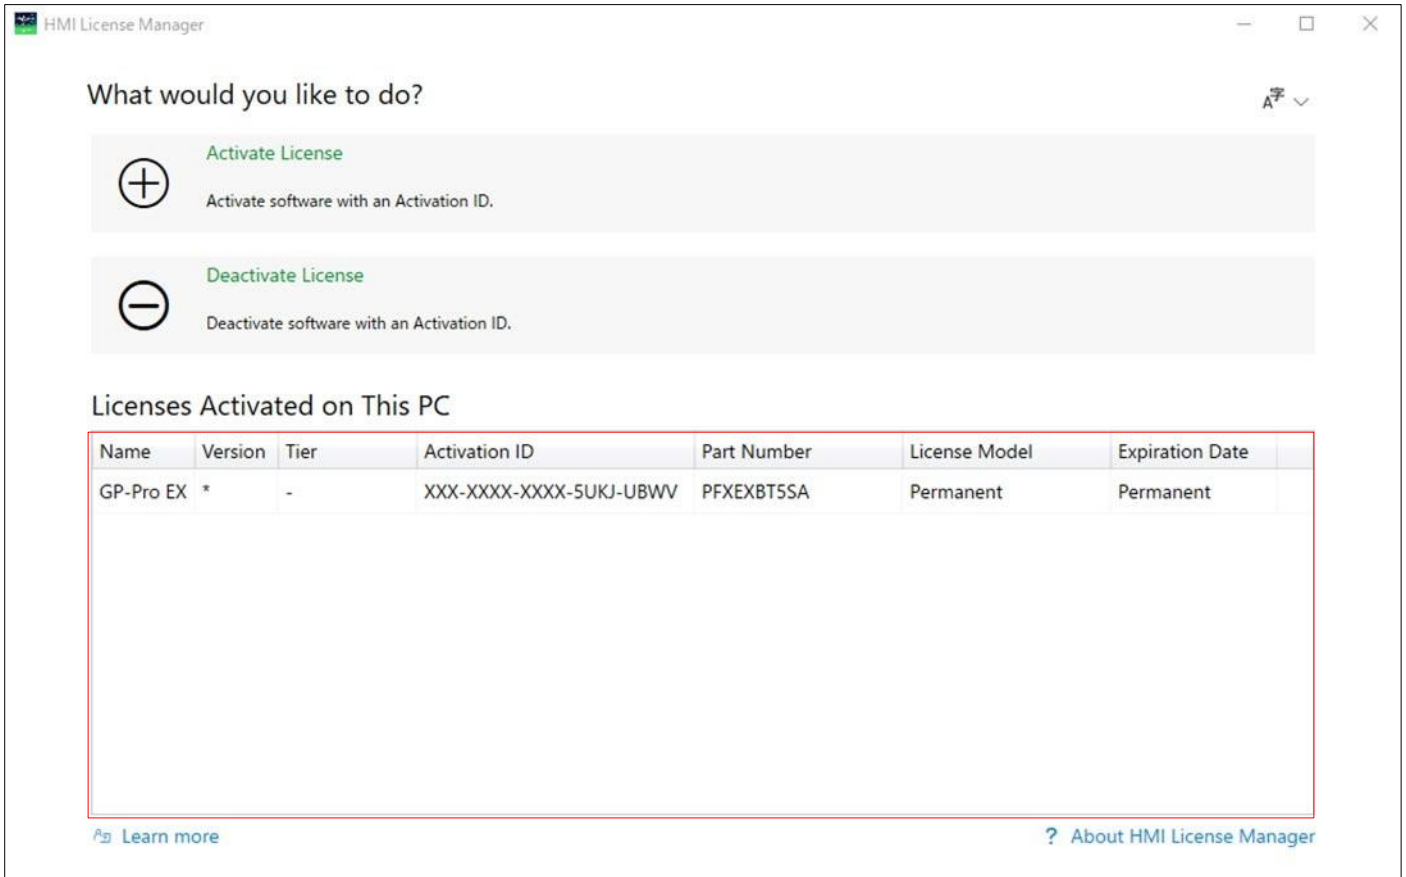 HMI License Manager
What would you like to do?
A字
Activate License
Activate software with an Activation ID.
Deactivate License
Deactivate software with an Activation ID.
Licenses Activated on This PC
Name Version Tier Activation ID Part Number License Model Expiration Date
GP-Pro EX * - XXX-XXXX-XXXX-5UKJ-UBWV PFXEXBT5SA Permanent Permanent
Learn more ? About HMI License Manager